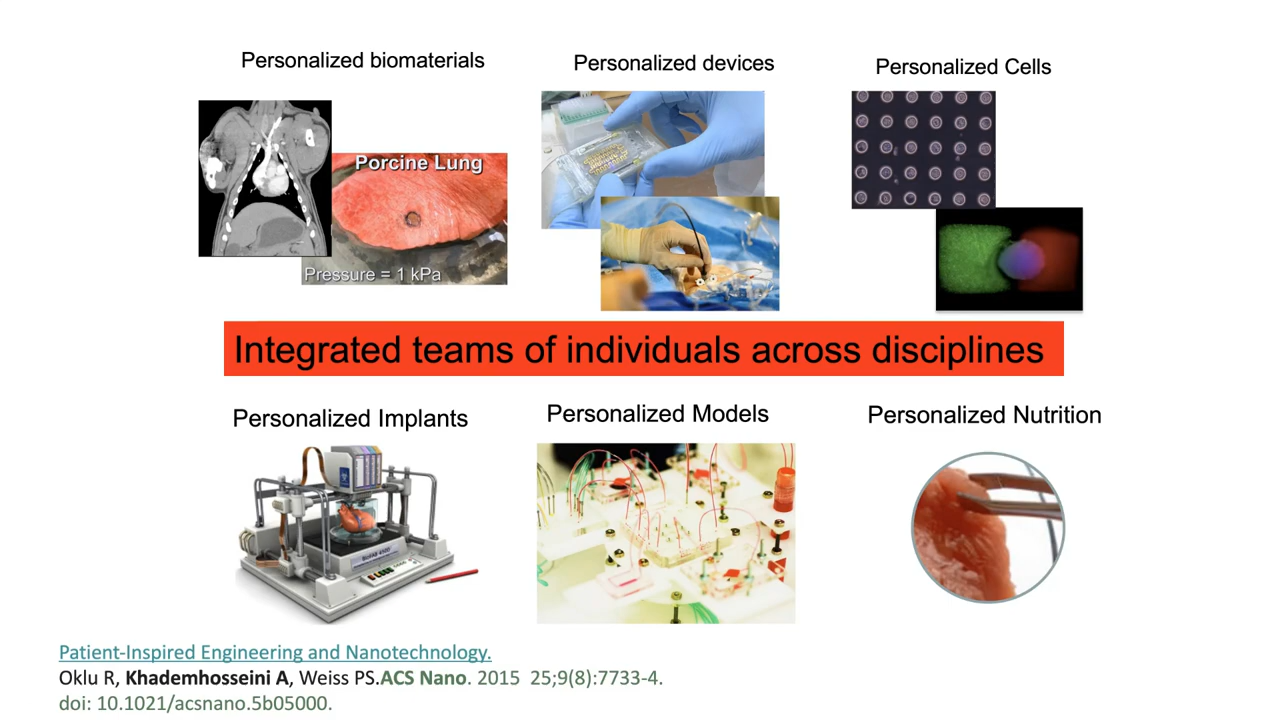 Personalized biomaterials
Personalized devices
Personalized Cells
Porcine Lung
Pressure = 1 kPa
Integrated teams of individuals across disciplines
Personalized Implants
Personalized Models
Personalized Nutrition
Patient-Inspired Engineering and Nanotechnology.
Oklu R, Khademhosseini A, Weiss PS.ACS Nano. 2015 25;9(8):7733-4.
doi: 10.1021/acsnano.5b05000.